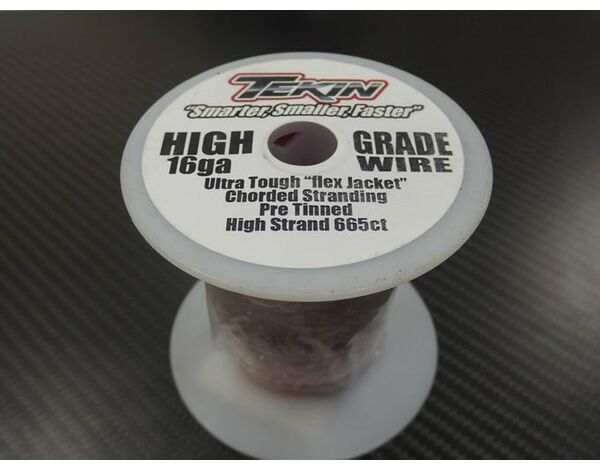 TEKIN
"Smarter, Smaller, Faster"
HIGH GRADE
16ga WIRE
Ultra Tough "flex Jacket"
Chorded Stranding
Pre Tinned
High Strand 665ct